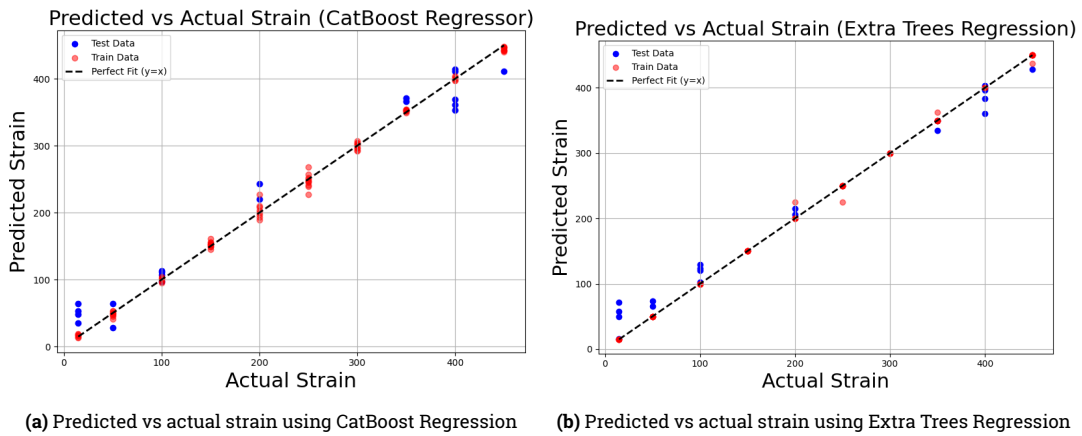 Predicted vs Actual Strain (CatBoost Regressor)
Test Data
Train Data
Perfect Fit (y=x)
Predicted Strain
400
300
200
100
0
0 100 200 300 400
Actual Strain
(a) Predicted vs actual strain using CatBoost Regression
Predicted vs Actual Strain (Extra Trees Regression)
Test Data
Train Data
Perfect Fit (y=x)
Predicted Strain
400
300
200
100
0
0 100 200 300 400
Actual Strain
(b) Predicted vs actual strain using Extra Trees Regression